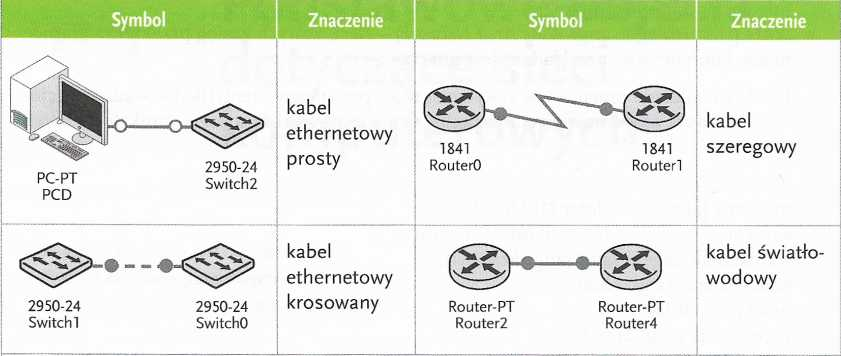 Symbol Znaczenie Symbol Znaczenie
PC-PT
PCD
2950-24
Switch2
kabel
ethernetowy
prosty
1841
Router0
1841
Router1
kabel
szeregowy
2950-24
Switch1
2950-24
Switch0
kabel
ethernetowy
krosowany
Router-PT
Router2
Router-PT
Router4
kabel światło-
wodowy